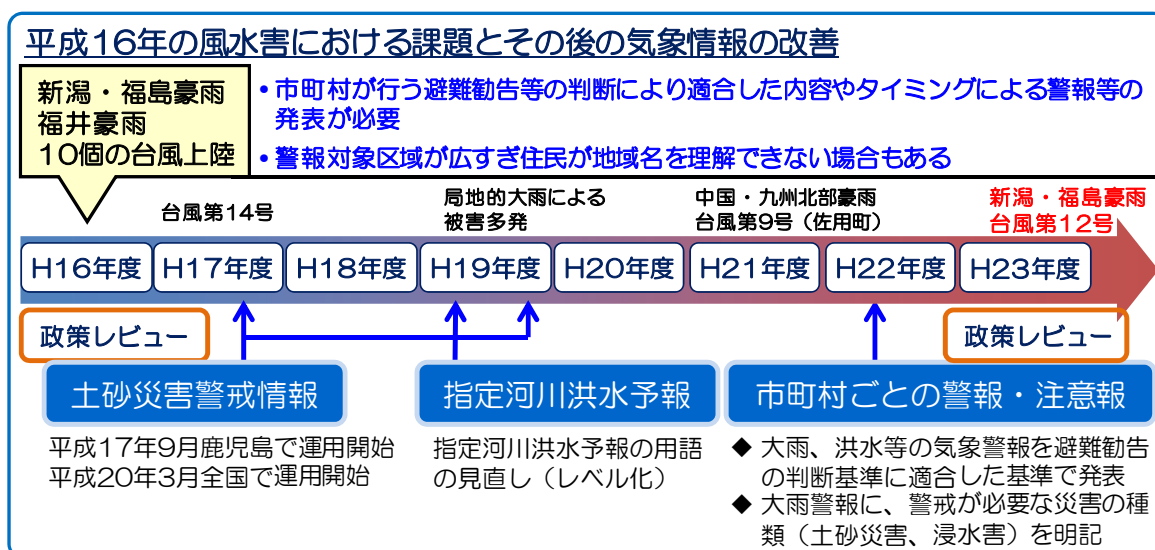 平成16年の風水害における課題とその後の気象情報の改善
新潟・福島豪雨
福井豪雨
10個の台風上陸
・市町村が行う避難勧告等の判断により適合した内容やタイミングによる警報等の
発表が必要
・警報対象区域が広すぎ住民が地域名を理解できない場合もある
台風第14号
局地的大雨による
被害多発
中国・九州北部豪雨
台風第9号（佐用町）
新潟・福島豪雨
台風第12号
H16年度 H17年度 H18年度 H19年度 H20年度 H21年度 H22年度 H23年度
政策レビュー
政策レビュー
土砂災害警戒情報
平成17年9月鹿児島で運用開始
平成20年3月全国で運用開始
指定河川洪水予報
指定河川洪水予報の用語
の見直し（レベル化）
市町村ごとの警報・注意報
◆ 大雨、洪水等の気象警報を避難勧告
の判断基準に適合した基準で発表
◆ 大雨警報に、警戒が必要な災害の種
類（土砂災害、浸水害）を明記